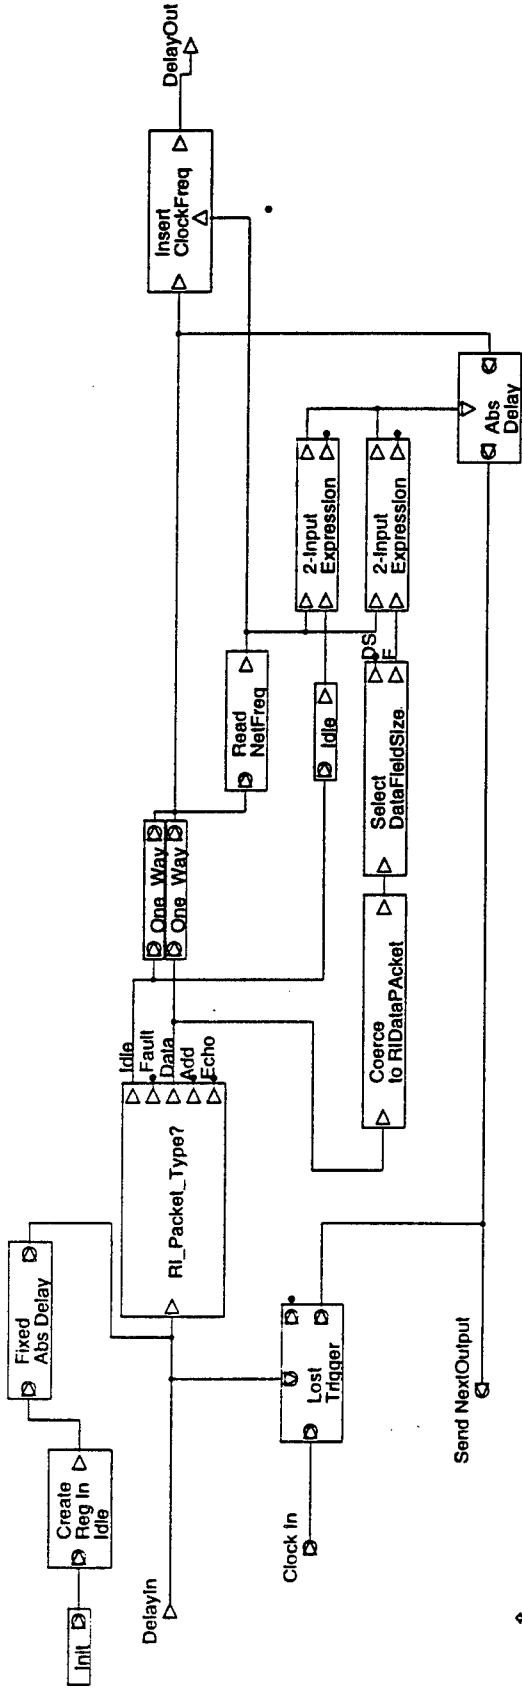 Init
Create
Reg In
Idle
Fixed
Abs Delay
DelayIn
Clock In
Lost
Trigger
Send NextOutput
RI_Packet_Type?
Idle
Fault
Data
Add
Echo
One Way
One Way
Coerce
to RIDataPAcket
Select
DataFieldSize
DS
F
Read
NetFreq
Idle
2-Input
Expression
2-Input
Expression
Abs
Delay
Insert
ClockFreq
DelayOut